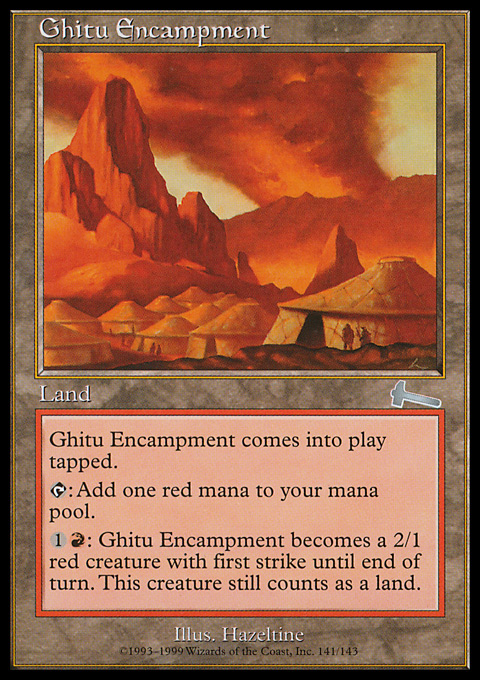 Ghitu Encampment
Land
Ghitu Encampment comes into play
tapped.
: Add one red mana to your mana
pool.
1 : Ghitu Encampment becomes a 2/1
red creature with first strike until end of
turn. This creature still counts as a land.
Illus. Hazeltine
©1993-1999 Wizards of the Coast, Inc. 141/143